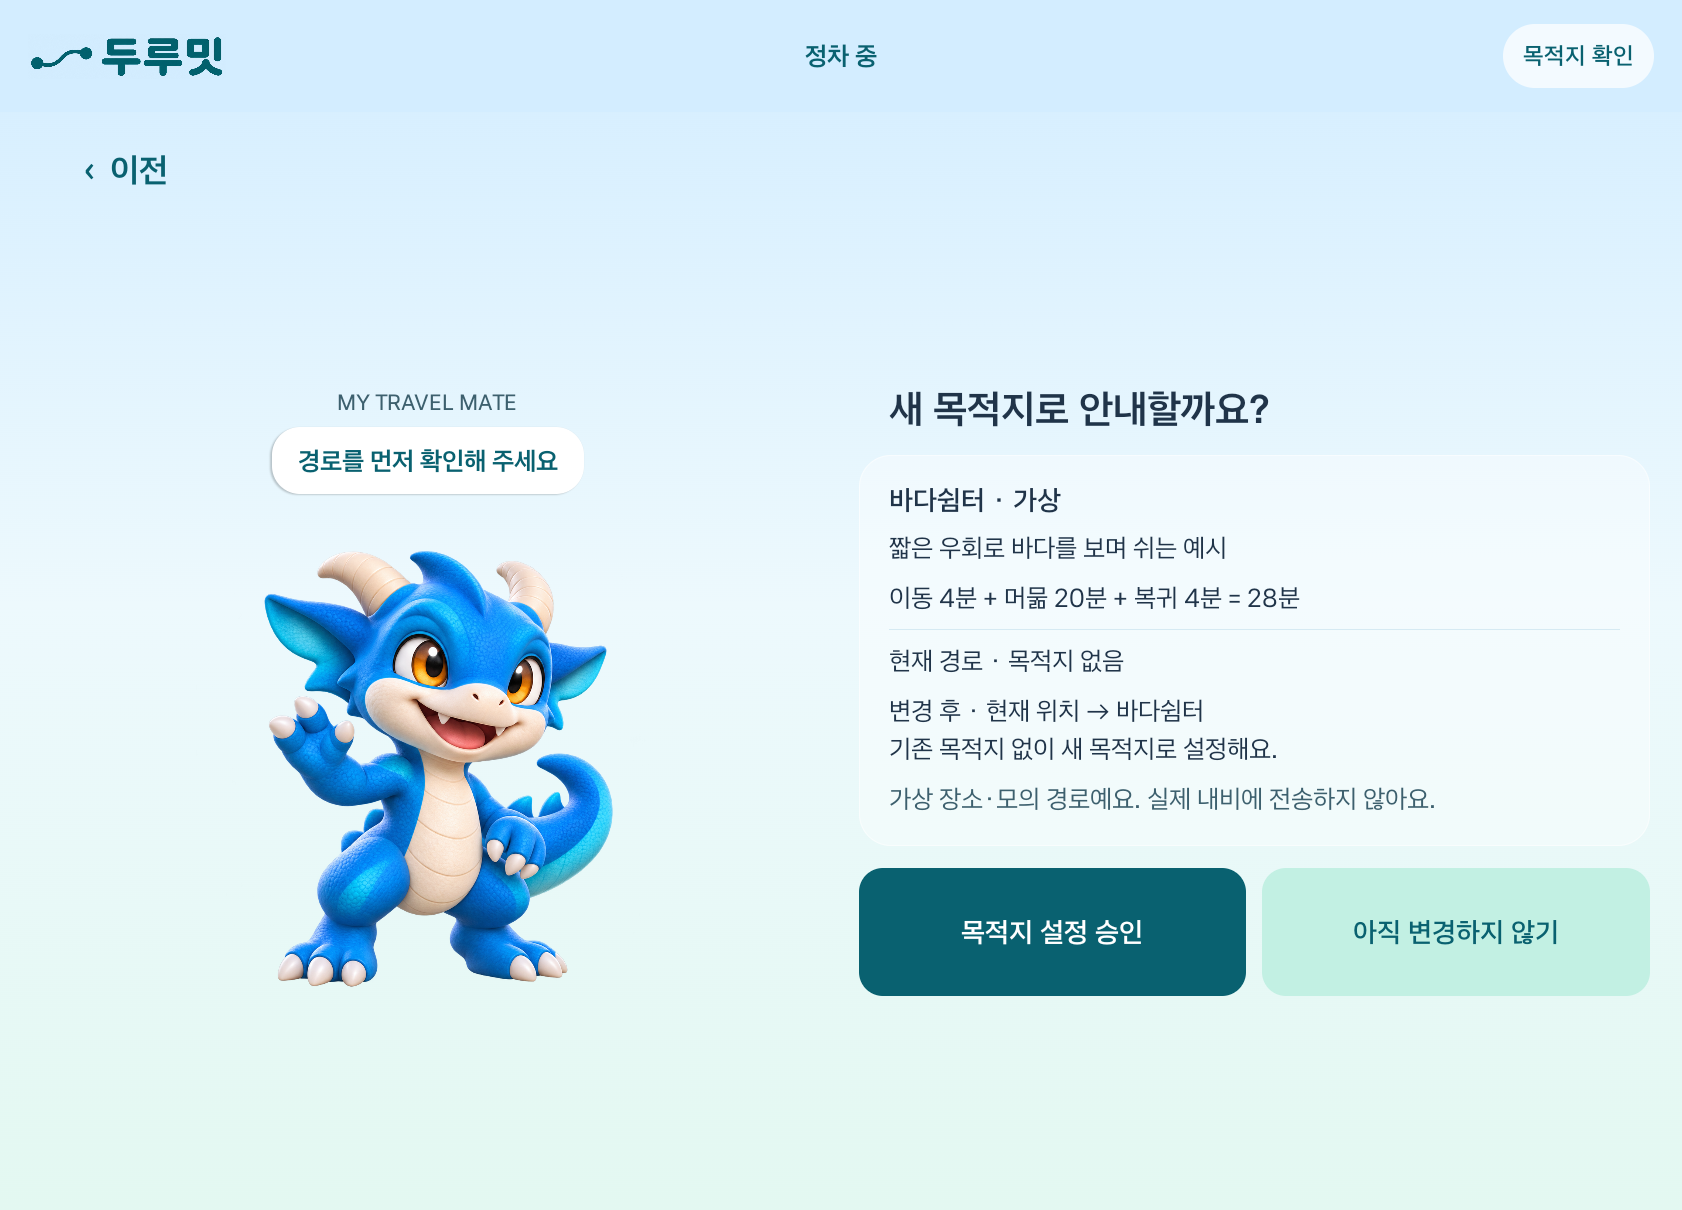 두루밋
정차 중
목적지 확인
‹ 이전
MY TRAVEL MATE
경로를 먼저 확인해 주세요
새 목적지로 안내할까요?
바다쉼터 · 가상
짧은 우회로 바다를 보며 쉬는 예시
이동 4분 + 머묾 20분 + 복귀 4분 = 28분
현재 경로 · 목적지 없음
변경 후 · 현재 위치 → 바다쉼터
기존 목적지 없이 새 목적지로 설정해요.
가상 장소·모의 경로예요. 실제 내비에 전송하지 않아요.
목적지 설정 승인
아직 변경하지 않기